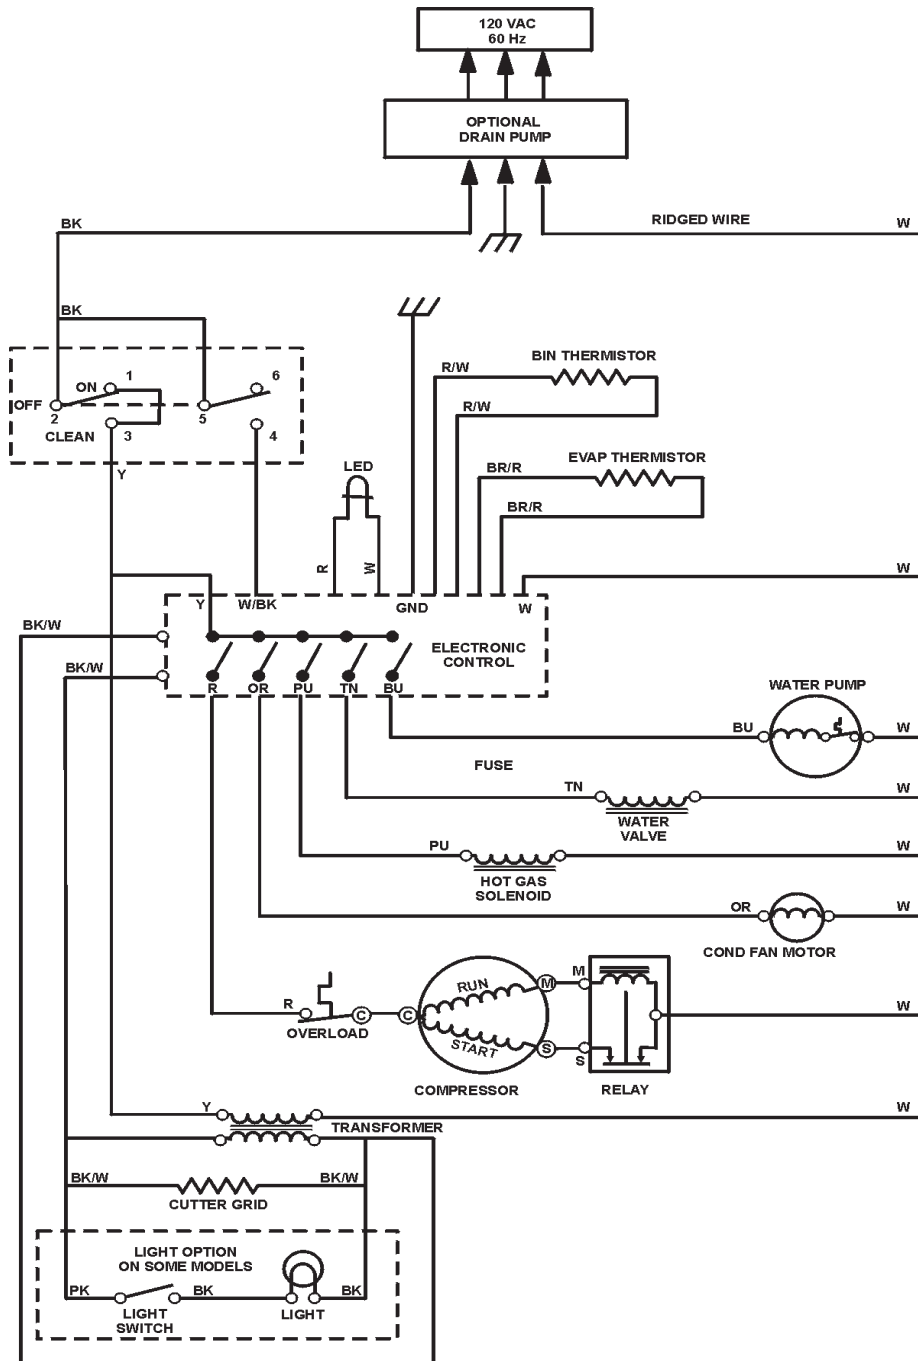 120 VAC
60 Hz
OPTIONAL
DRAIN PUMP
BK
RIDGED WIRE
W
BK
BIN THERMISTOR
R/W
R/W
ON
1
6
OFF
2
5
CLEAN
3
4
Y
LED
EVAP THERMISTOR
BR/R
BR/R
R
W
W
Y
W/BK
GND
W
BK/W
ELECTRONIC
CONTROL
BK/W
R
OR
PU
TN
BU
WATER PUMP
BU
W
FUSE
TN
W
WATER
VALVE
PU
W
HOT GAS
SOLENOID
OR
W
COND FAN MOTOR
RUN
M
M
R
C
C
W
OVERLOAD
START
S
S
COMPRESSOR
RELAY
Y
W
TRANSFORMER
BK/W
BK/W
CUTTER GRID
LIGHT OPTION
ON SOME MODELS
PK
BK
BK
LIGHT
SWITCH
LIGHT